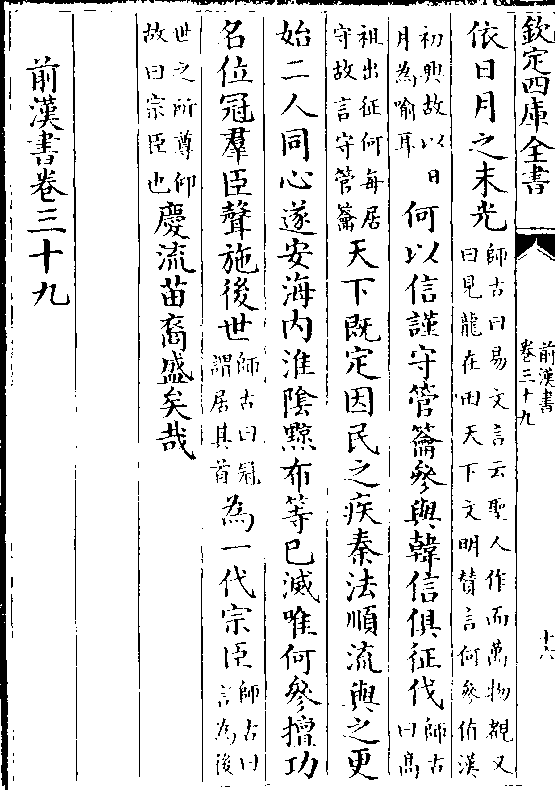 欽定四庫全書
前漢書
卷三十九
十六
依日月之末光
師古曰易文言云聖人作而萬物覩又
曰見龍在田天下文明贊言何參值漢
初興故以日
月為喻耳
何以信謹守管籥參與韓信俱征伐
師古
曰高
祖出征何每居
守故言守管籥
天下既定因民之疾秦法順流與之更
始二人同心遂安海内淮隂黥布等已滅唯何參擅功
名位冠羣臣聲施後世
師古曰冠
謂居其首
為一代宗臣
師古曰
言為後
世之所尊仰
故曰宗臣也
慶流苗裔盛矣哉
前漢書卷三十九